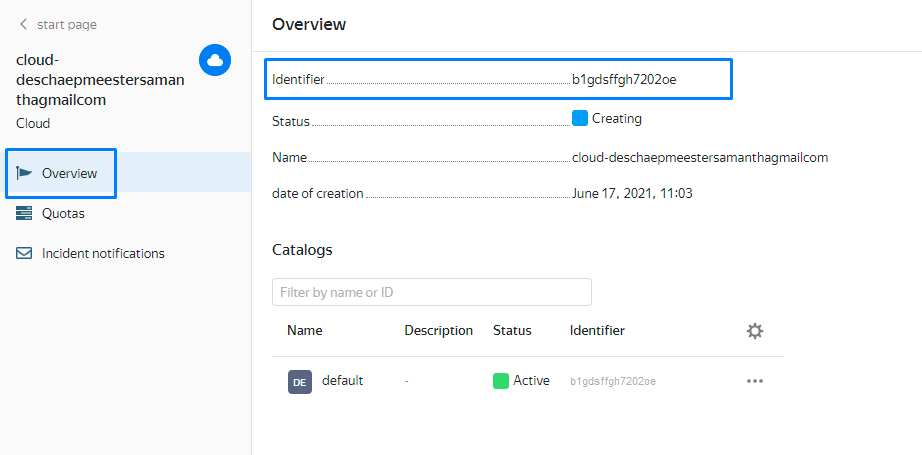 start page
cloud-
deschaepmeestersaman
thagmailcom
Cloud
Overview
Quotas
Incident notifications
Overview
Identifier b1gdsffgh7202oe
Status Creating
Name cloud-deschaepmeestersamanthagmailcom
date of creation June 17, 2021, 11:03
Catalogs
Filter by name or ID
Name Description Status Identifier
DE default - Active b1gdsffgh7202oe